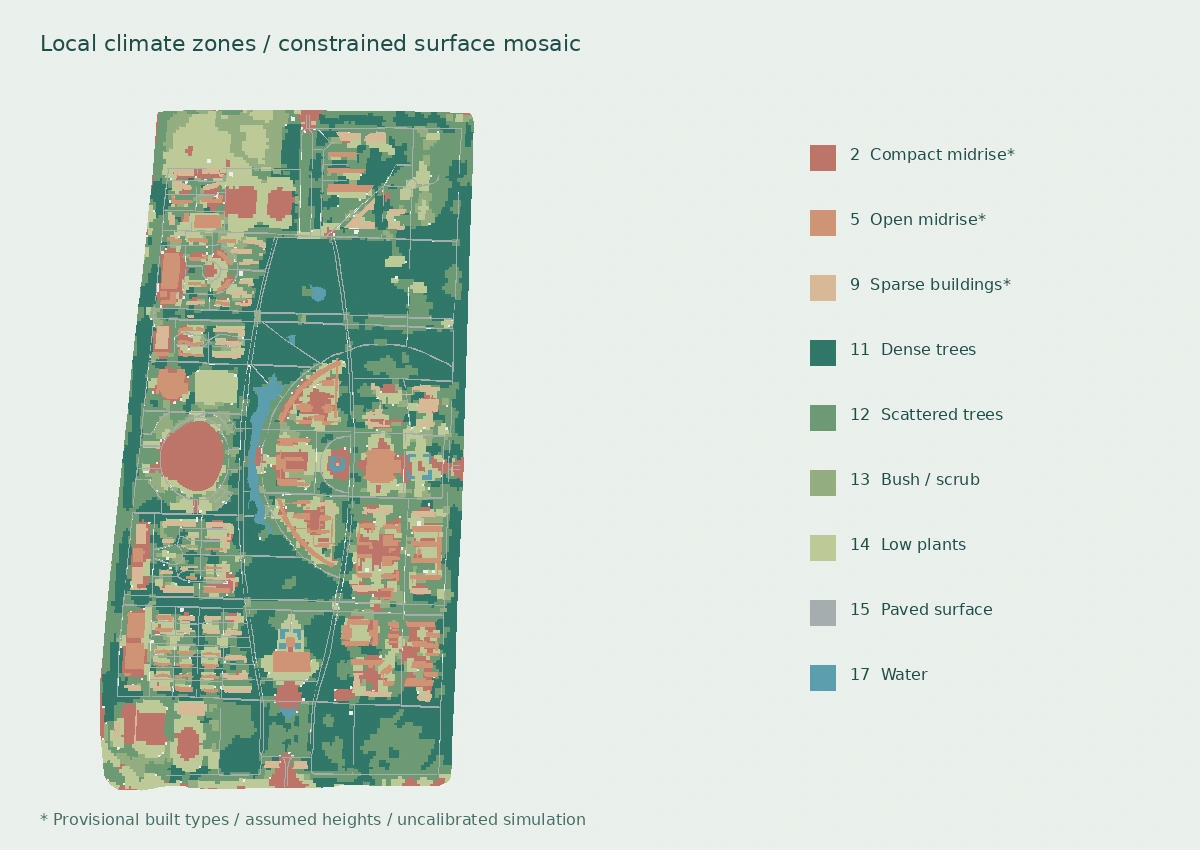 Local climate zones / constrained surface mosaic
2 Compact midrise*
5 Open midrise*
9 Sparse buildings*
11 Dense trees
12 Scattered trees
13 Bush / scrub
14 Low plants
15 Paved surface
17 Water
* Provisional built types / assumed heights / uncalibrated simulation